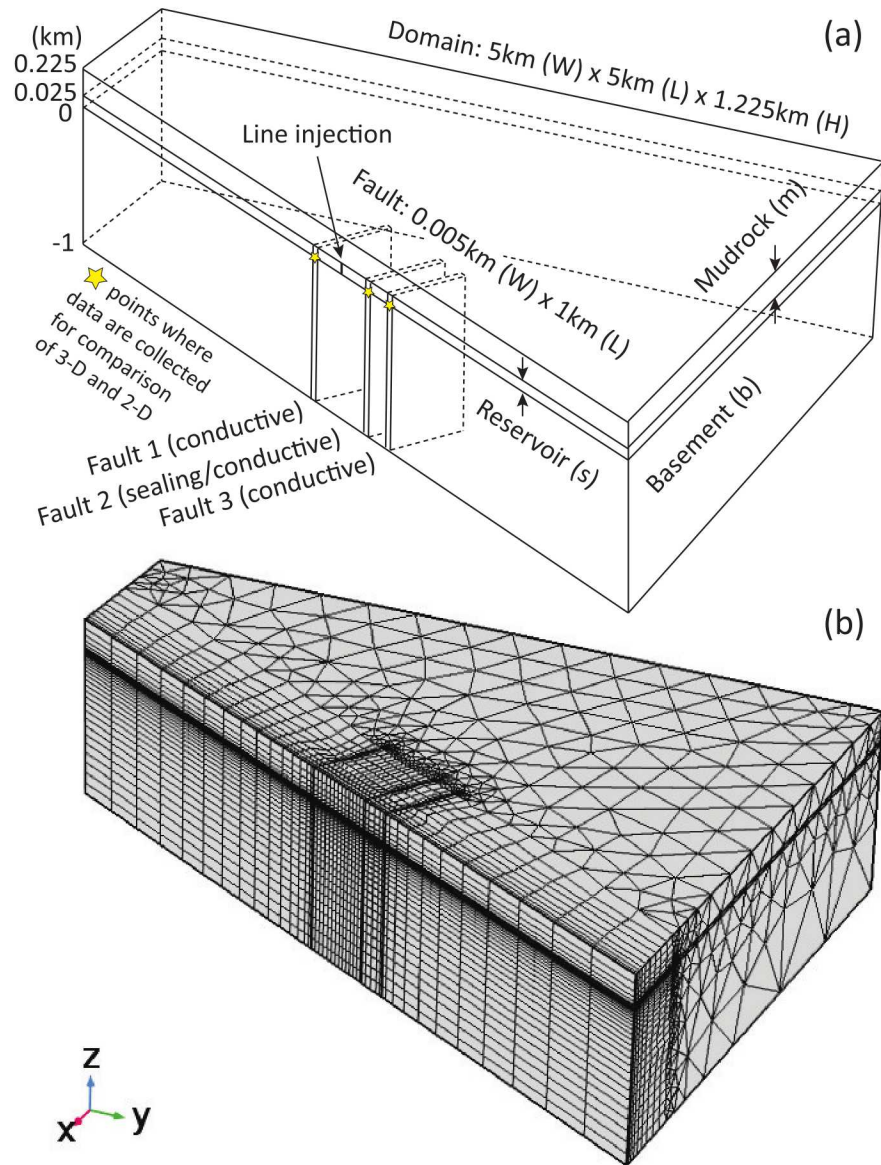 (a)
(km)
0.225
0.025
0
-1
Domain: 5km (W) x 5km (L) x 1.225km (H)
Line injection
Fault: 0.005km (W) x 1km (L)
Mudrock (m)
Reservoir (s)
Basement (b)
points where
data are collected
for comparison
of 3-D and 2-D
Fault 1 (conductive)
Fault 2 (sealing/conductive)
Fault 3 (conductive)
(b)
z
x
y